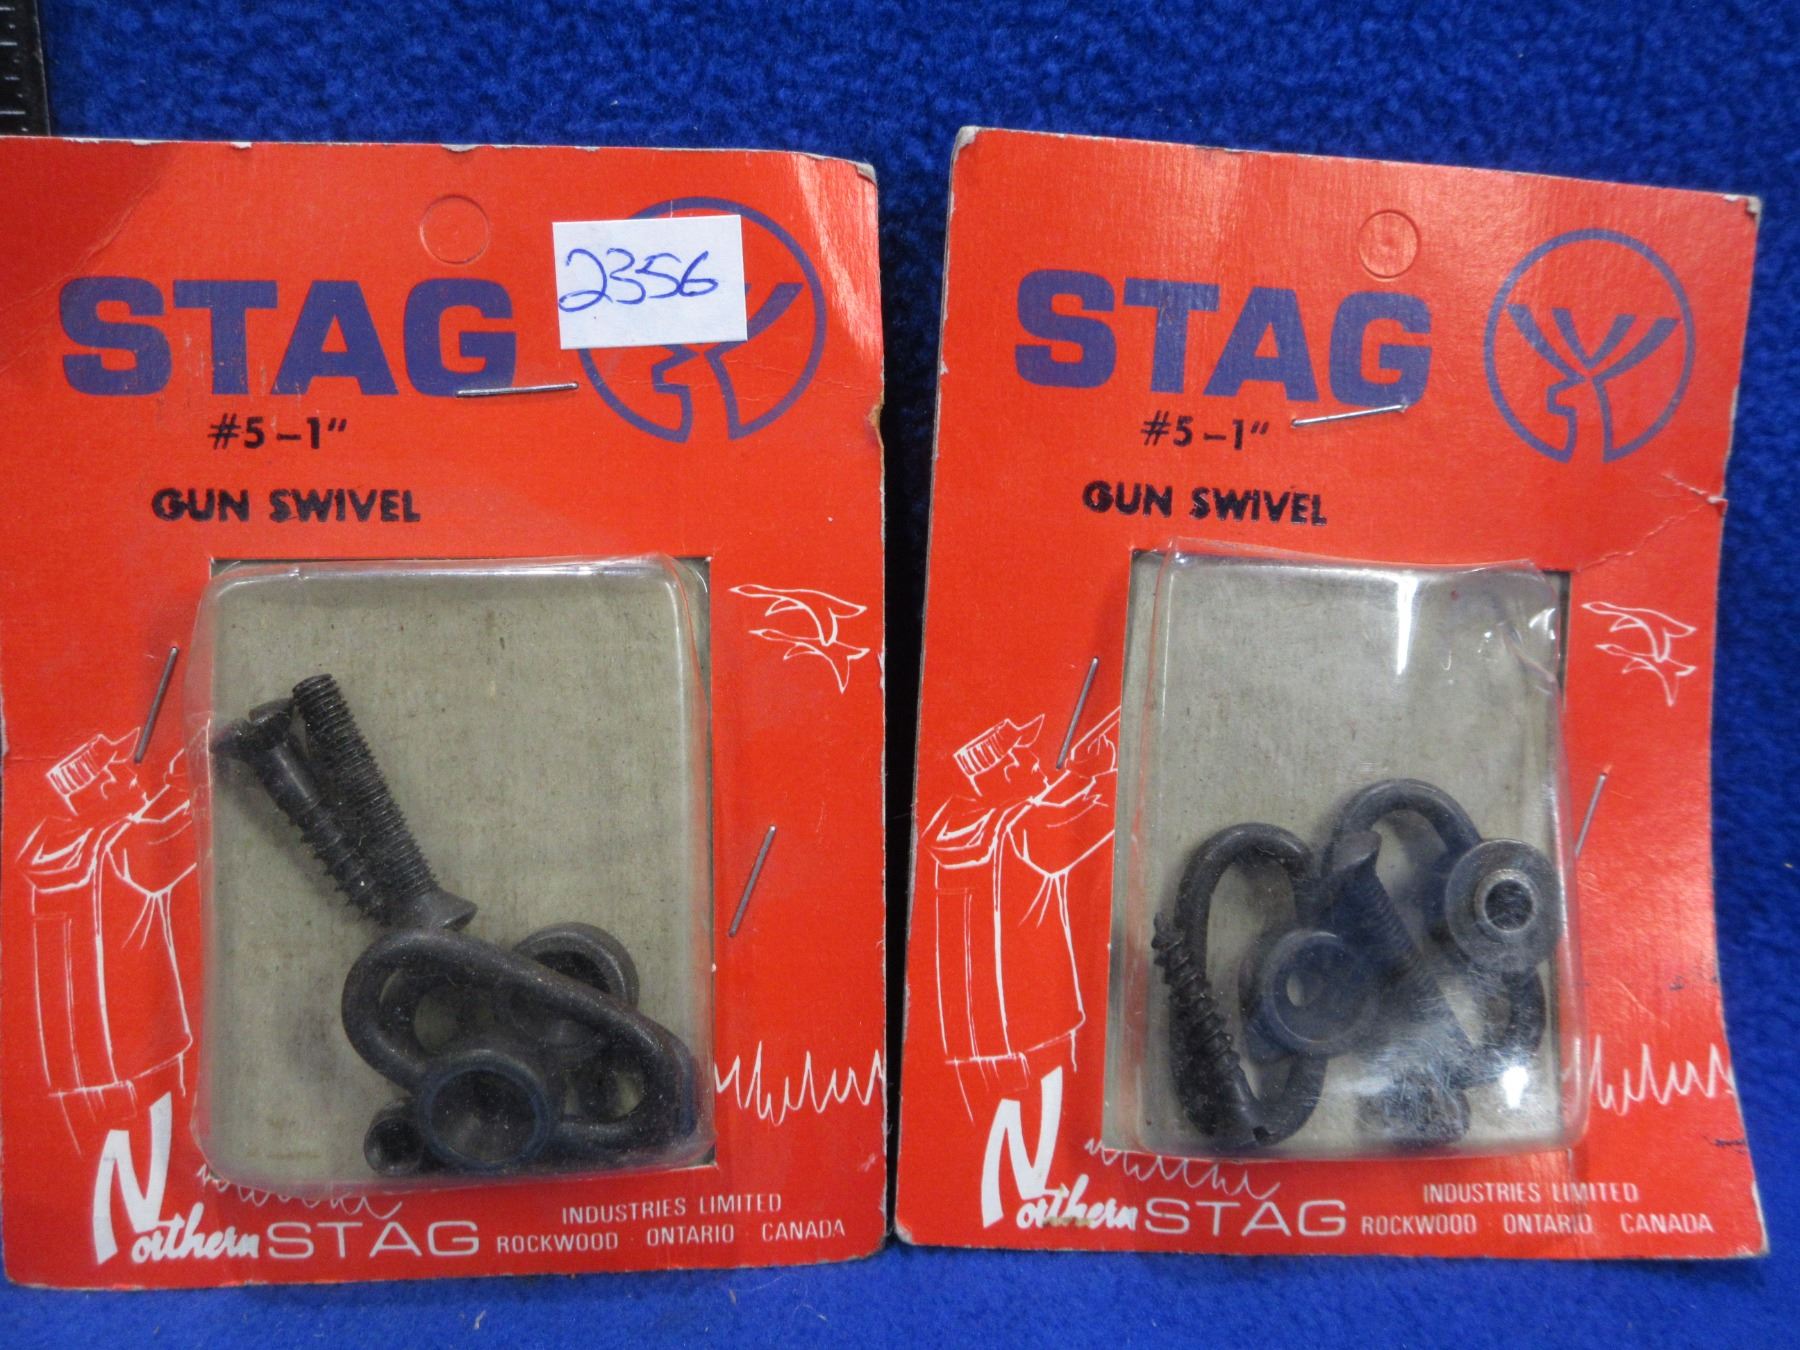 STAG
2356
#5-1"
GUN SWIVEL
Northern STAG
INDUSTRIES LIMITED
ROCKWOOD · ONTARIO · CANADA
STAG
#5-1"
GUN SWIVEL
Northern STAG
INDUSTRIES LIMITED
ROCKWOOD · ONTARIO · CANADA